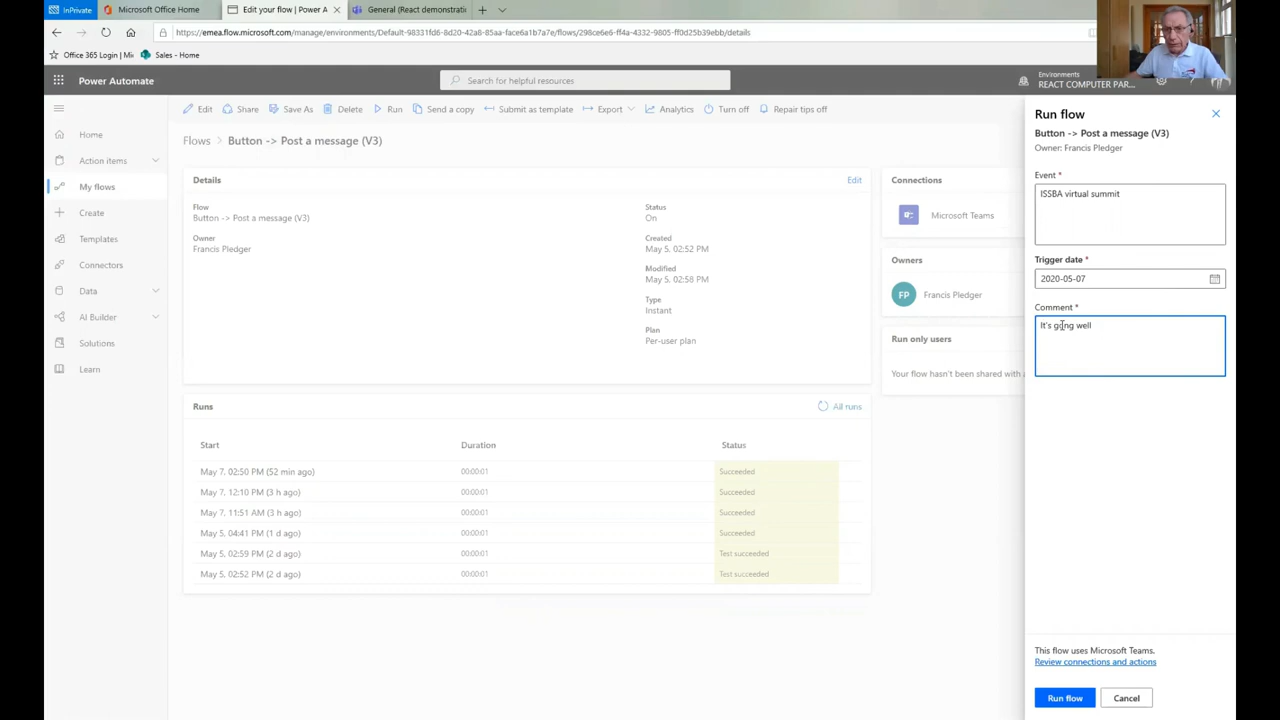 InPrivate
Microsoft Office Home
Edit your flow | Power A
General (React demonstrati
https://emea.flow.microsoft.com/manage/environments/Default-98331fd6-8d20-42a8-85aa-face6a1b7a7e/flows/298ce6e6-ff4a-4332-9805-ff0d25b39ebb/details
Office 365 Login | Mi
Sales - Home
Power Automate
Search for helpful resources
Environments
REACT COMPUTER PAR...
Edit
Share
Save As
Delete
Run
Send a copy
Submit as template
Export
Analytics
Turn off
Repair tips off
Home
Action items
My flows
Create
Templates
Connectors
Data
AI Builder
Solutions
Learn
Flows
Button -> Post a message (V3)
Details
Edit
Flow
Button -> Post a message (V3)
Owner
Francis Pledger
Status
On
Created
May 5, 02:52 PM
Modified
May 5, 02:58 PM
Type
Instant
Plan
Per-user plan
Connections
Microsoft Teams
Owners
FP
Francis Pledger
Run only users
Your flow hasn't been shared with a
Runs
All runs
Start Duration Status
May 7, 02:50 PM (52 min ago) 00:00:01 Succeeded
May 7, 12:10 PM (3 h ago) 00:00:01 Succeeded
May 7, 11:51 AM (3 h ago) 00:00:01 Succeeded
May 5, 04:41 PM (1 d ago) 00:00:01 Succeeded
May 5, 02:59 PM (2 d ago) 00:00:01 Test succeeded
May 5, 02:52 PM (2 d ago) 00:00:01 Test succeeded
Run flow
Button -> Post a message (V3)
Owner: Francis Pledger
Event *
ISSBA virtual summit
Trigger date *
2020-05-07
Comment *
It's going well
This flow uses Microsoft Teams.
Review connections and actions
Run flow
Cancel